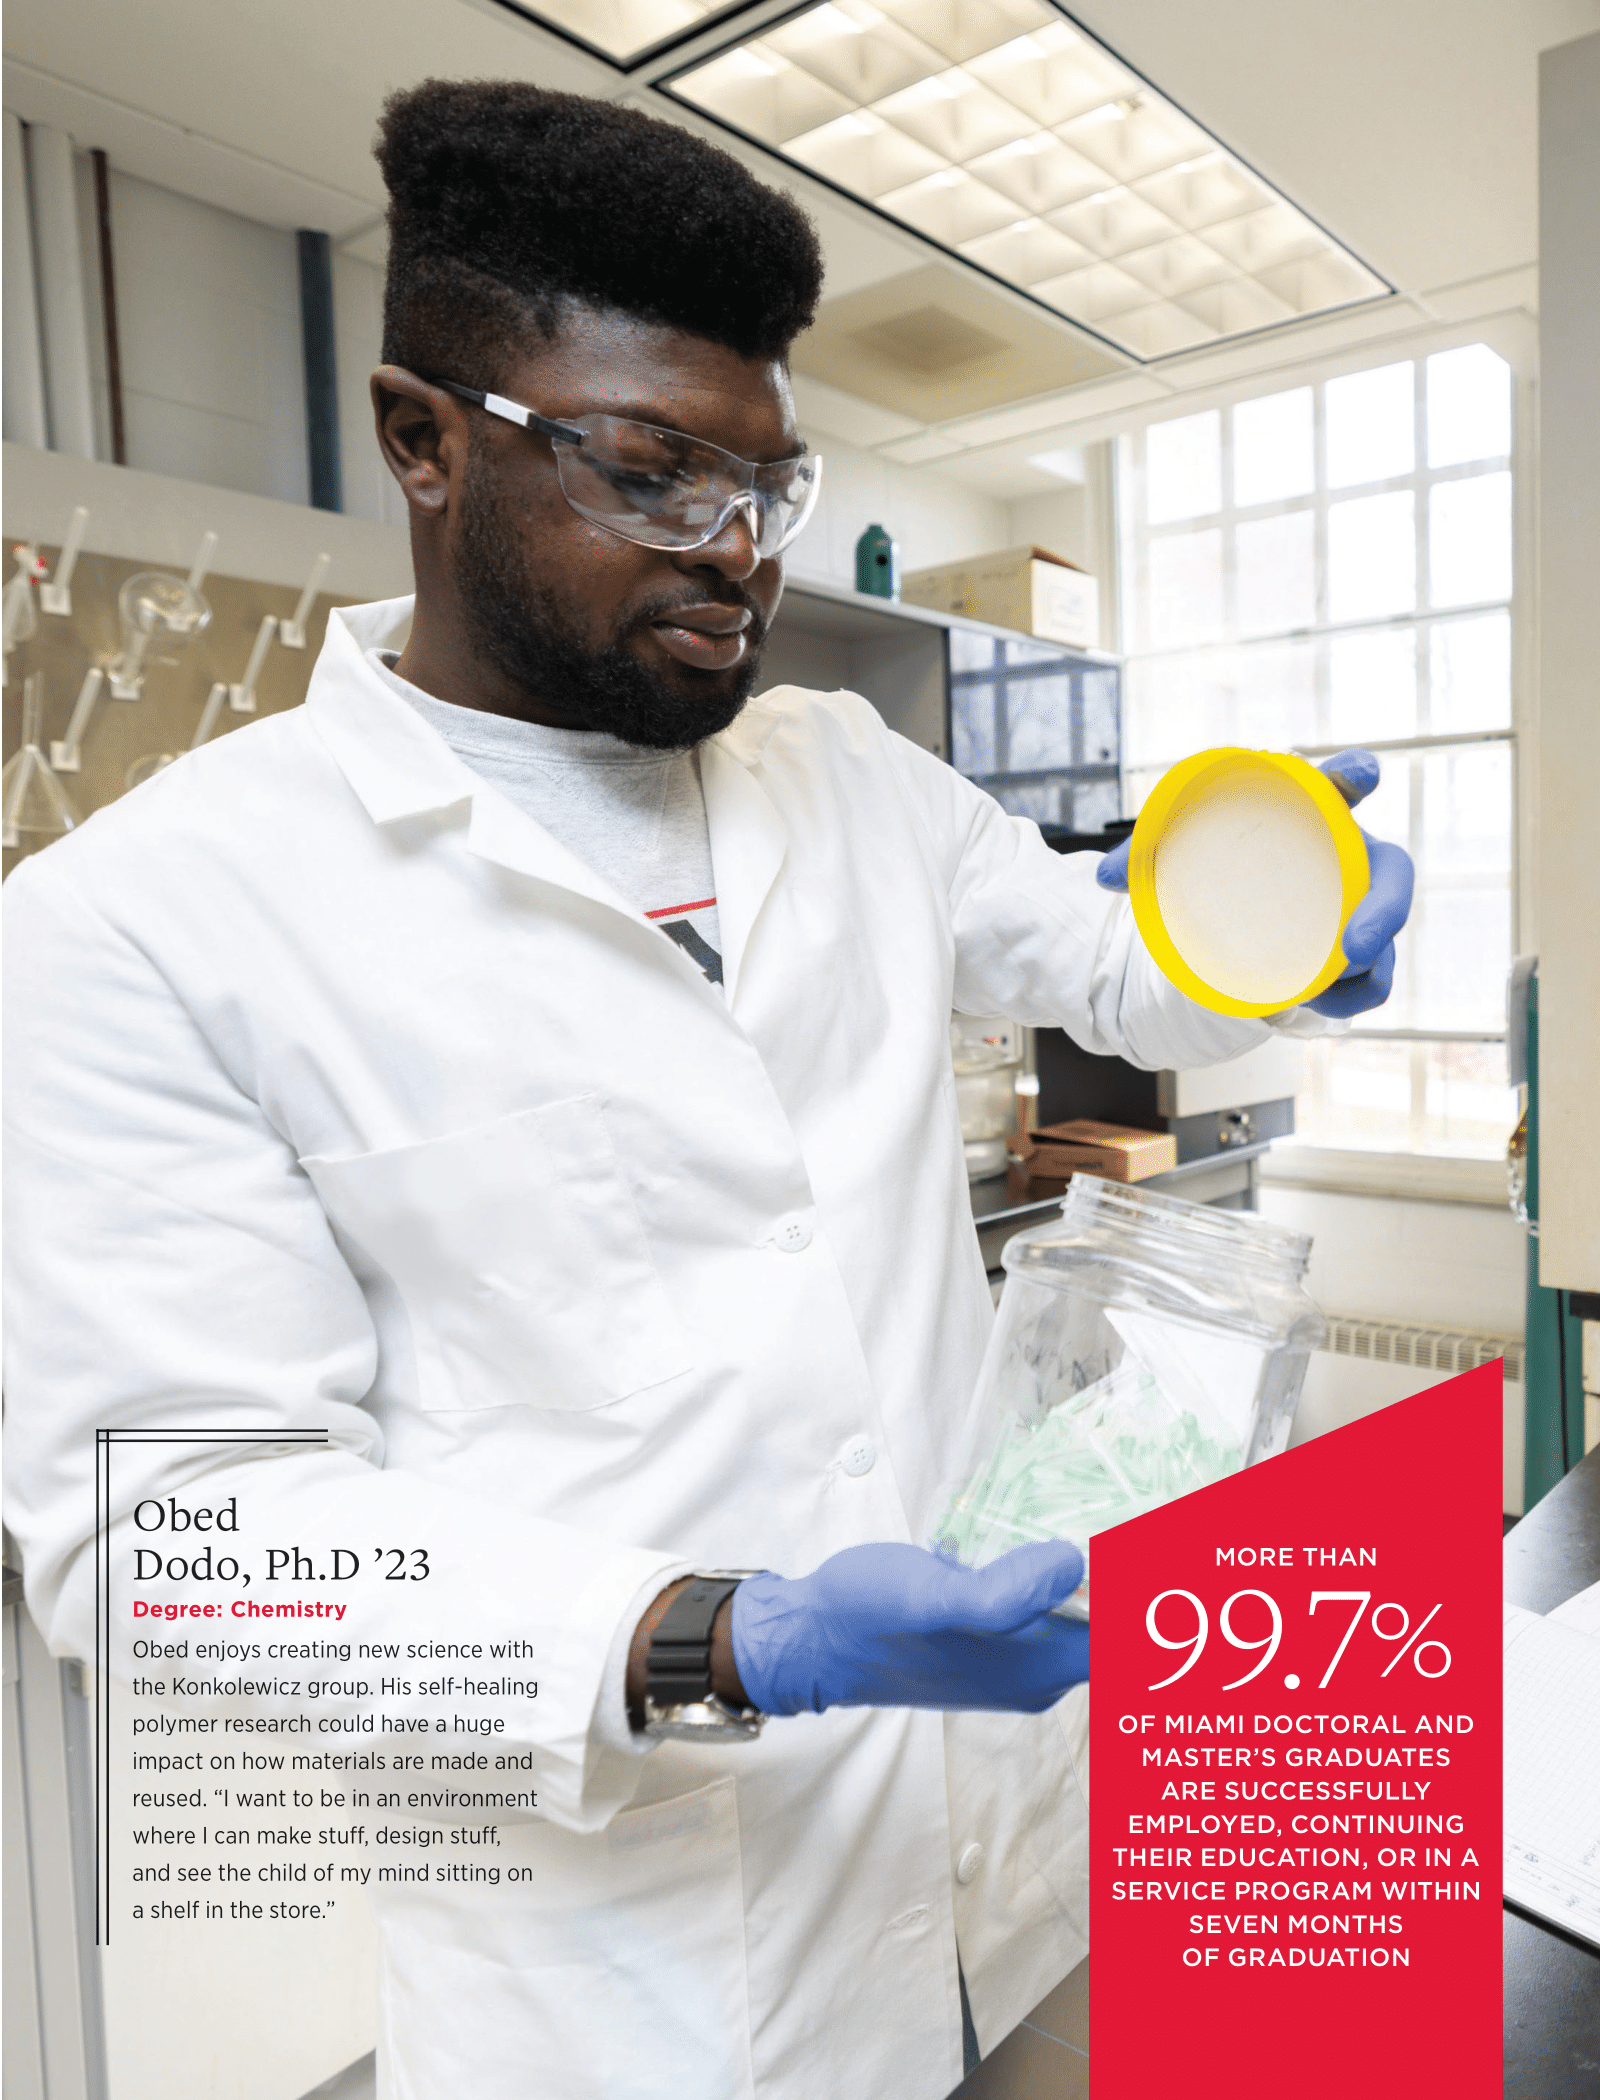 Obed
Dodo, Ph.D ’23
Degree: Chemistry
Obed enjoys creating new science with
the Konkolewicz group. His self-healing
polymer research could have a huge
impact on how materials are made and
reused. “I want to be in an environment
where I can make stuff, design stuff,
and see the child of my mind sitting on
a shelf in the store.”
MORE THAN
99.7%
OF MIAMI DOCTORAL AND
MASTER’S GRADUATES
ARE SUCCESSFULLY
EMPLOYED, CONTINUING
THEIR EDUCATION, OR IN A
SERVICE PROGRAM WITHIN
SEVEN MONTHS
OF GRADUATION